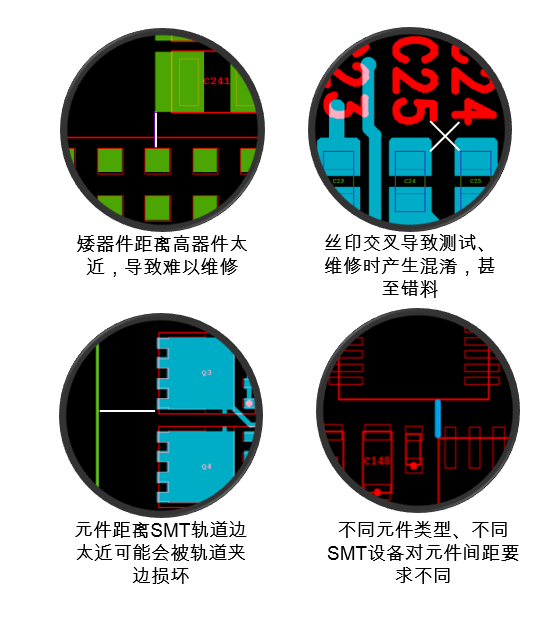 C241
C23
C25
C24
C23
C24
C25
矮器件距离高器件太
近，导致难以维修
丝印交叉导致测试、
维修时产生混淆，甚
至错料
Q3
Q4
C148
元件距离SMT轨道边
太近可能会被轨道夹
边损坏
不同元件类型、不同
SMT设备对元件间距要
求不同